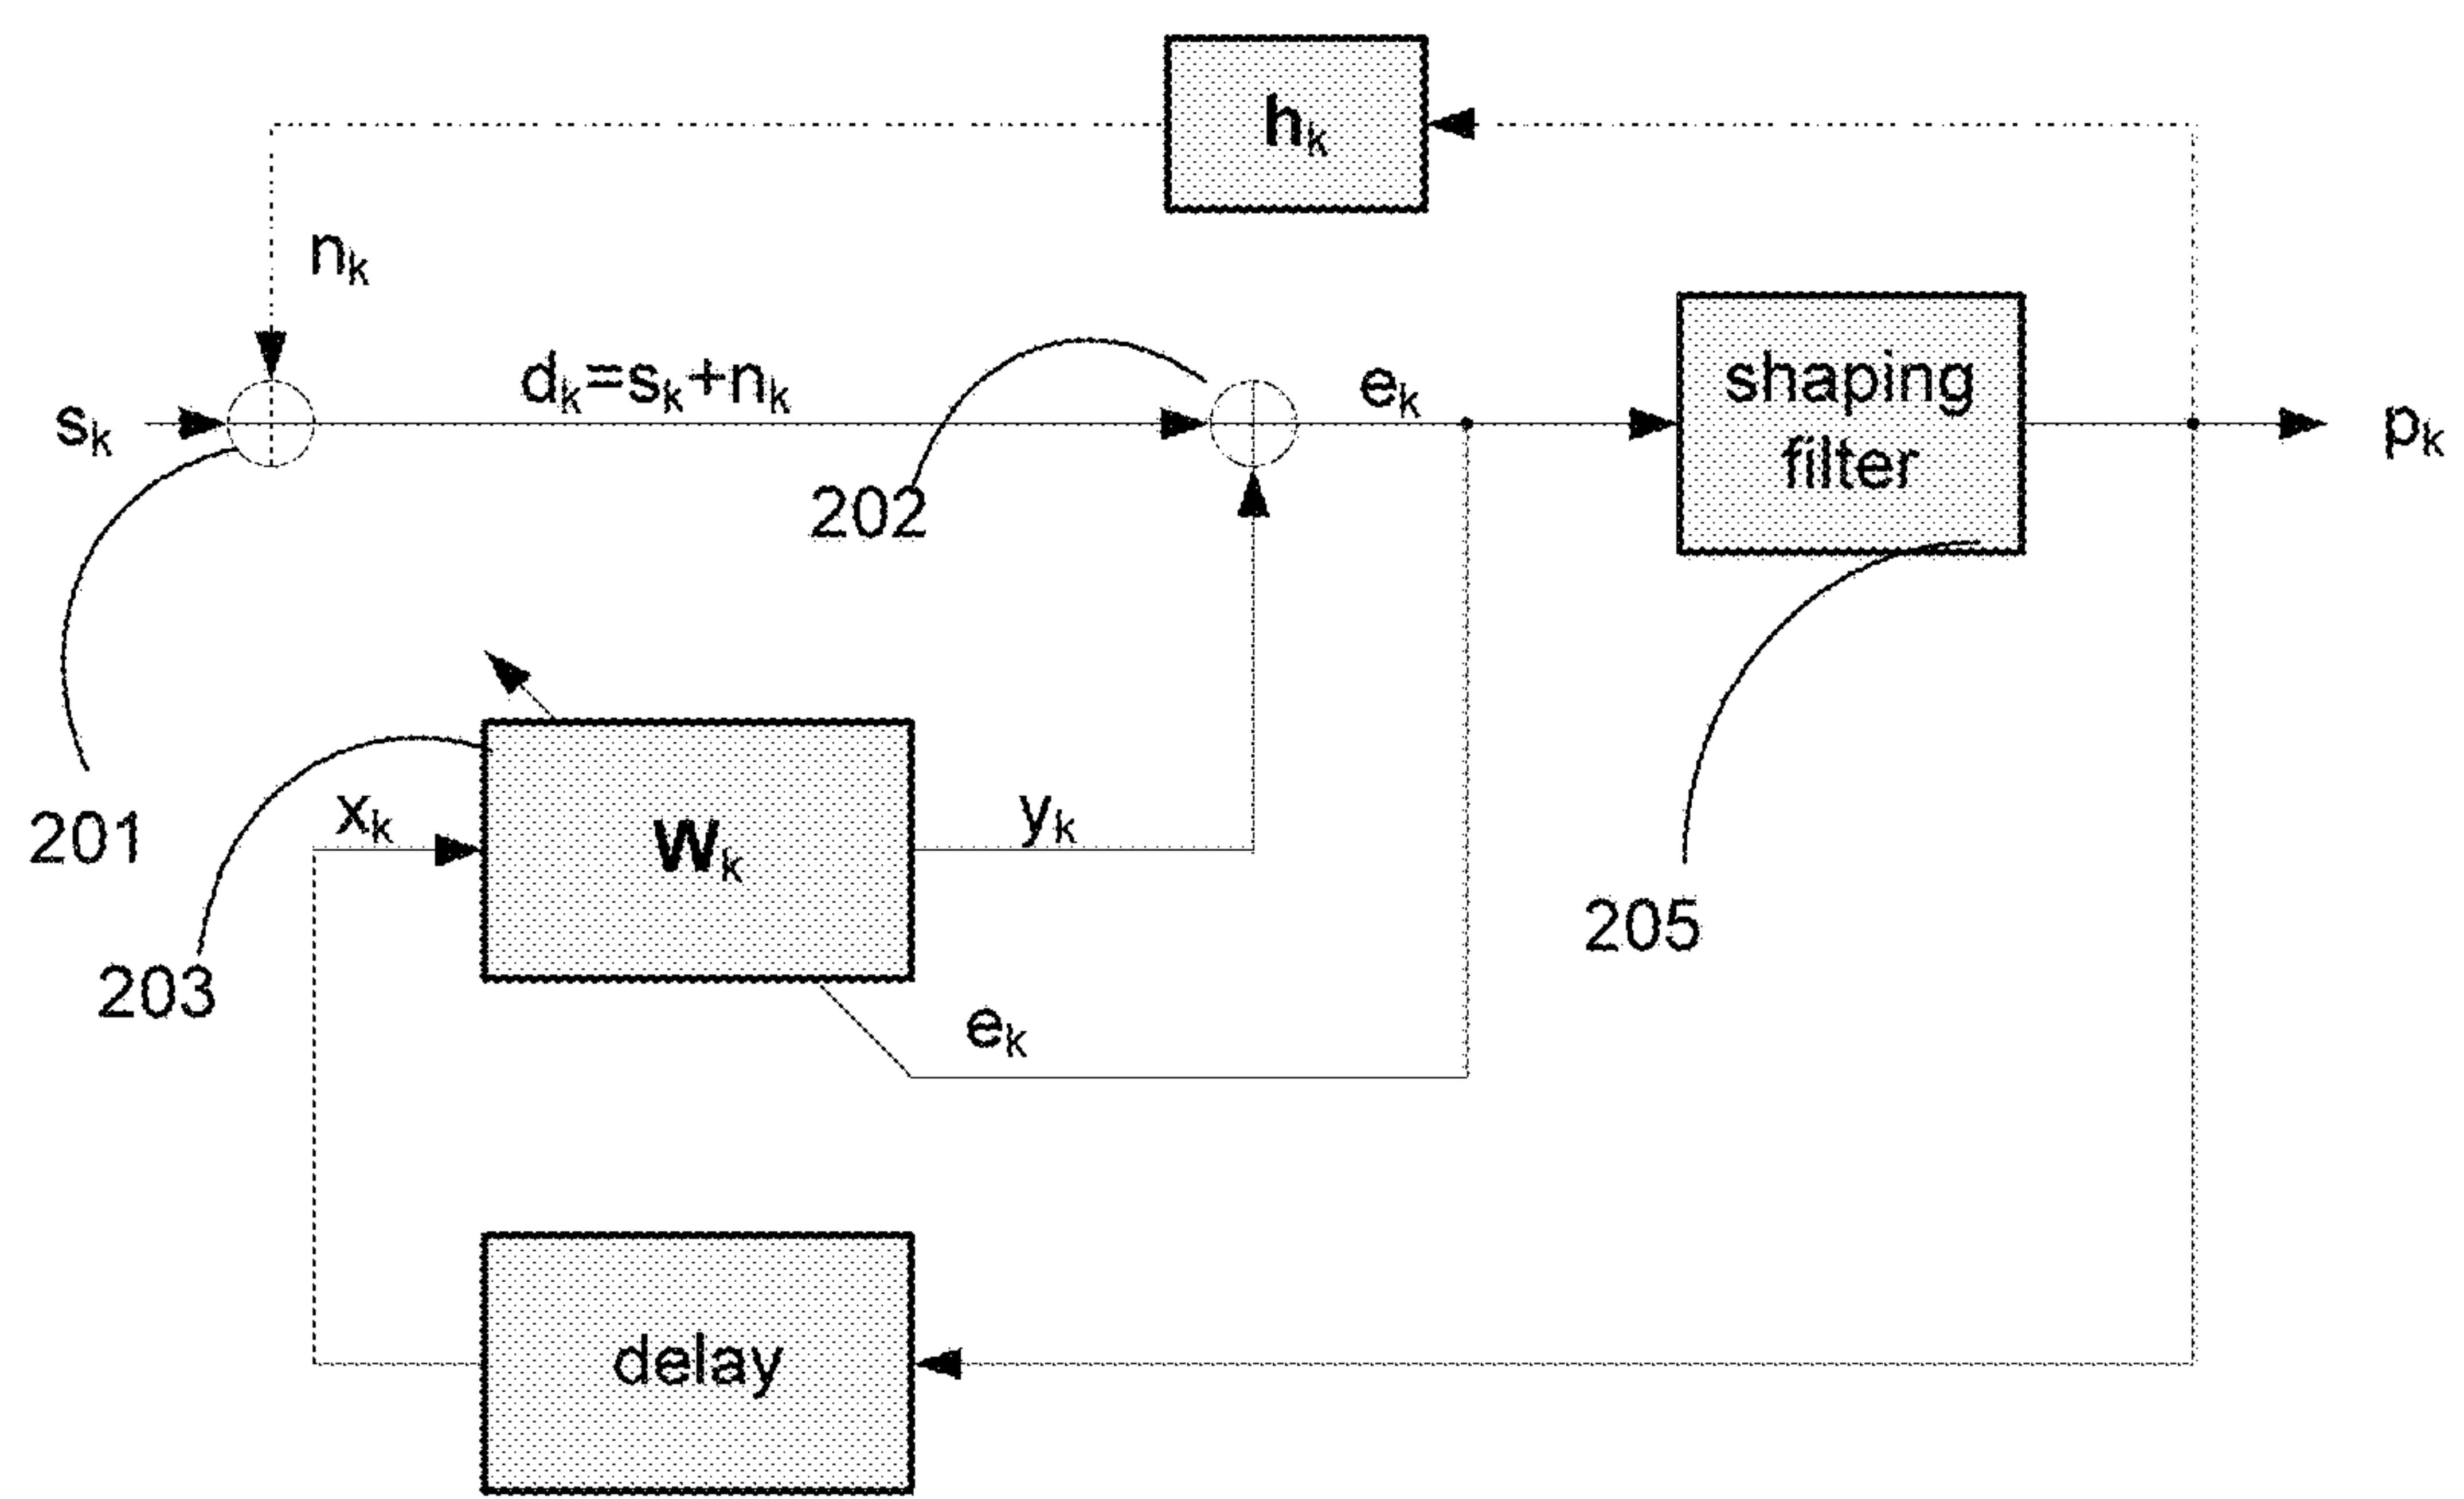 hk
nk
sk
dk=sk+nk
ek
shaping
filter
pk
202
201
xk
Wk
yk
203
205
ek
delay